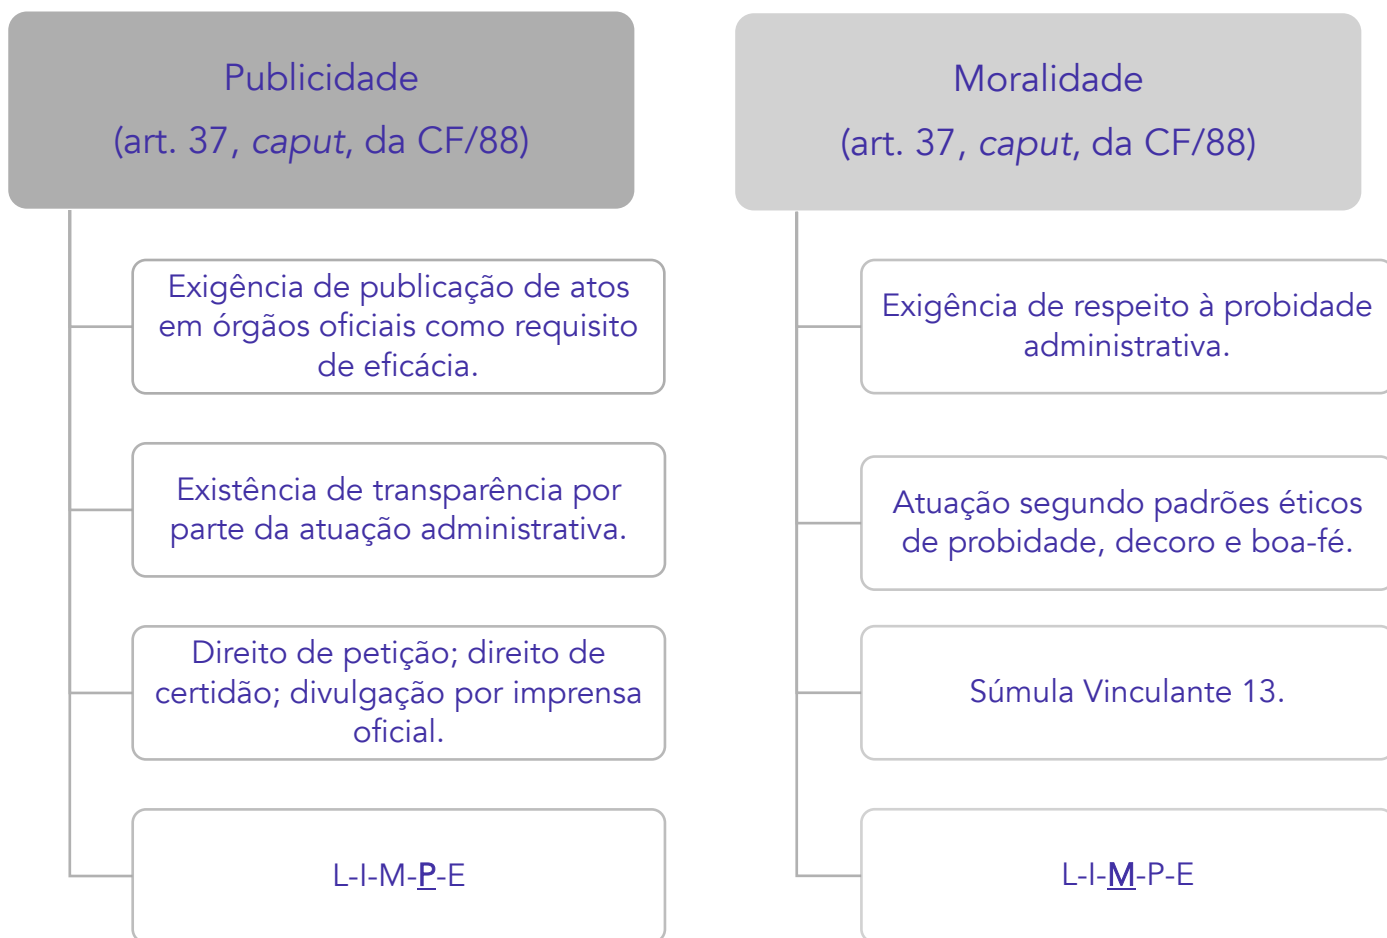 Publicidade
(art. 37, caput, da CF/88)
Exigência de publicação de atos
em órgãos oficiais como requisito
de eficácia.
Existência de transparência por
parte da atuação administrativa.
Direito de petição; direito de
certidão; divulgação por imprensa
oficial.
L-I-M-P-E
Moralidade
(art. 37, caput, da CF/88)
Exigência de respeito à probidade
administrativa.
Atuação segundo padrões éticos
de probidade, decoro e boa-fé.
Súmula Vinculante 13.
L-I-M-P-E